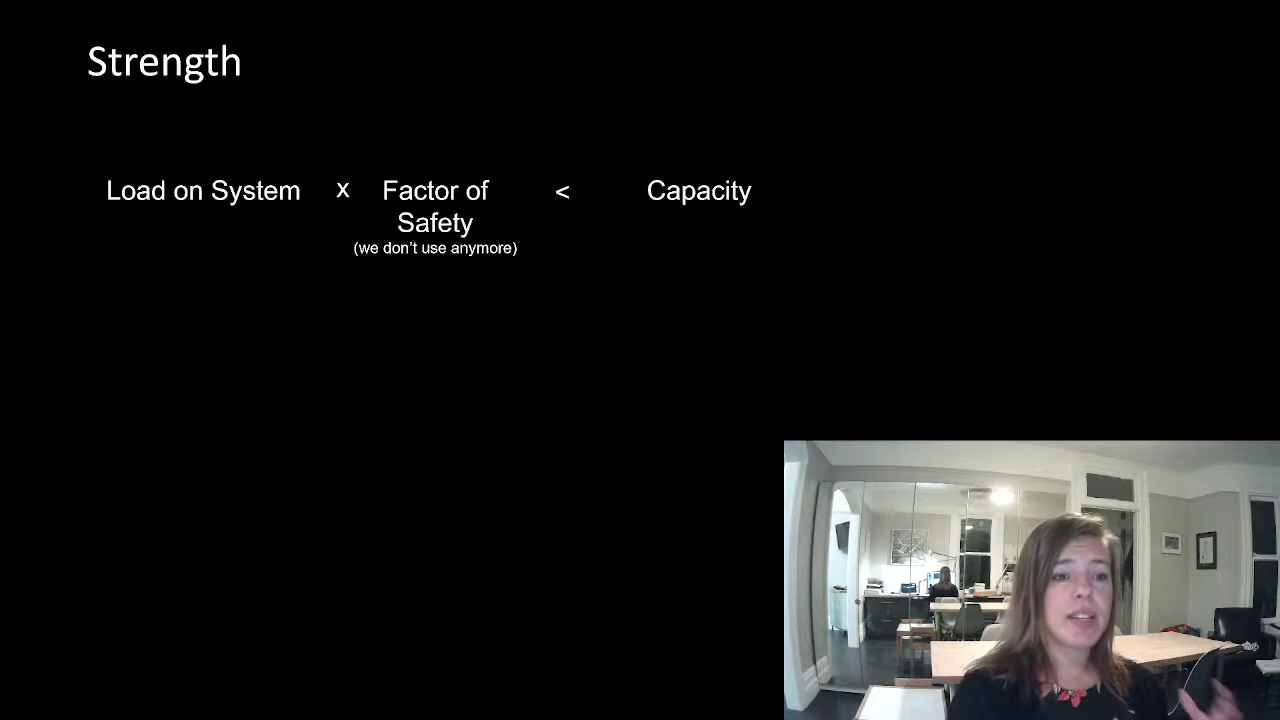 Strength
Load on System x Factor of < Capacity
Safety
(we don't use anymore)